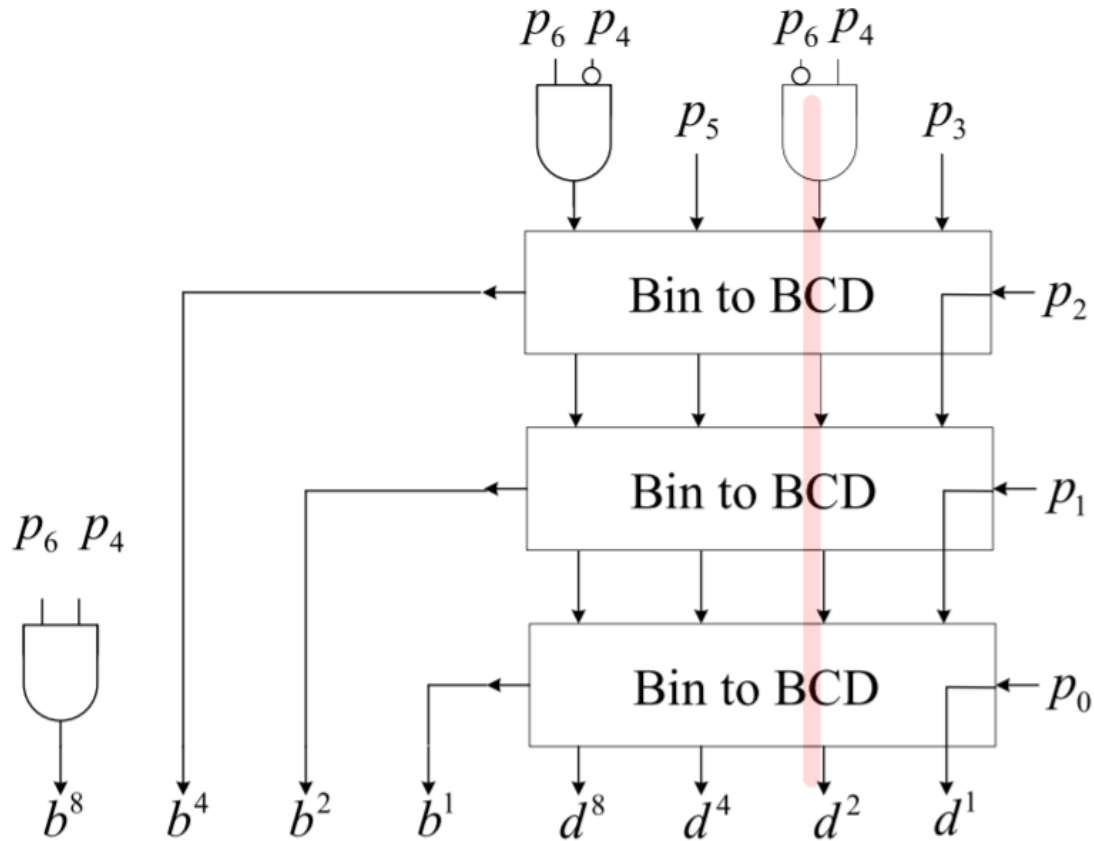 p₆ p₄ p₆ p₄
p₅ p₃
Bin to BCD p₂
Bin to BCD p₁
p₆ p₄
Bin to BCD p₀
b⁸ b⁴ b² b¹ d⁸ d⁴ d² d¹